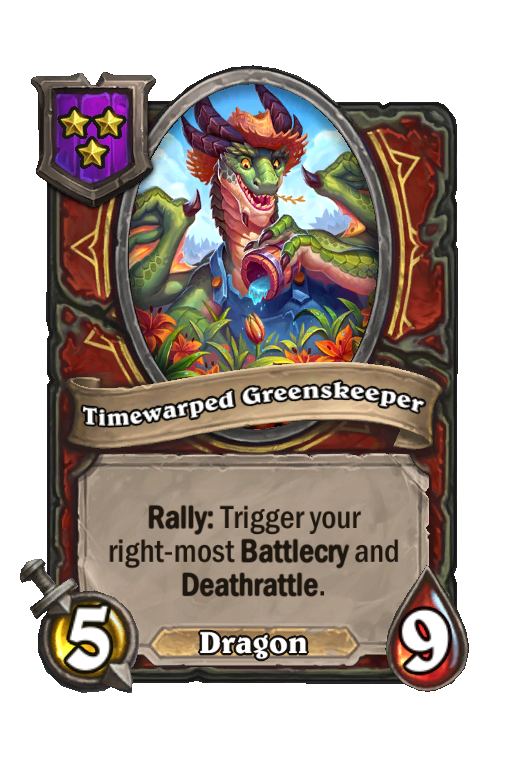 Timewarped Greenskeeper
Rally: Trigger your
right-most Battlecry and
Deathrattle.
5
Dragon
9